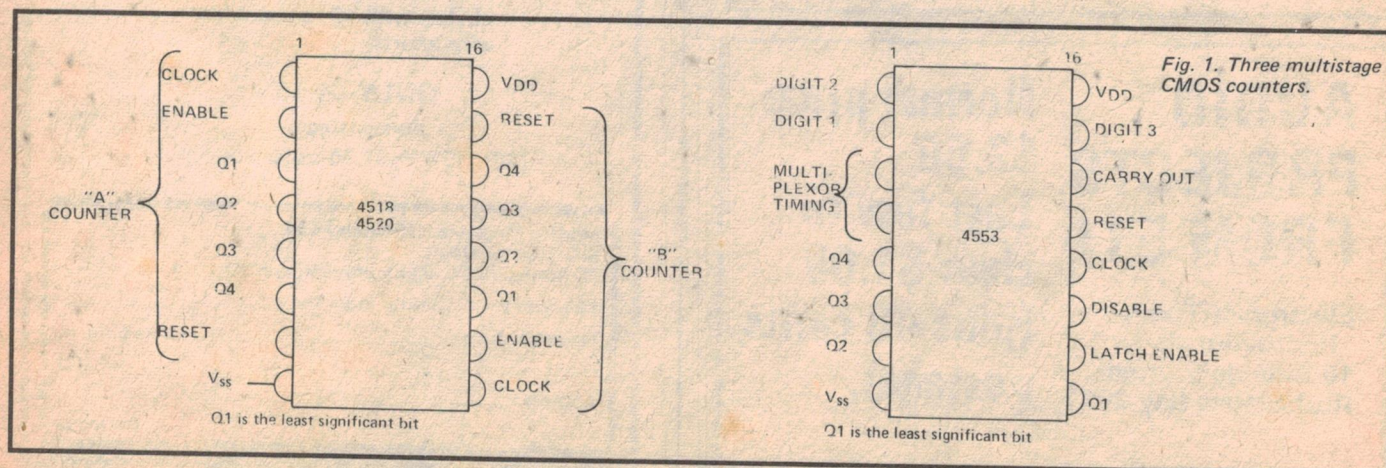 Fig. 1. Three multistage
CMOS counters.
1
16
"A"
COUNTER
CLOCK
ENABLE
Q1
Q2
Q3
Q4
RESET
Vss
4518
4520
VDD
RESET
Q4
Q3
Q2
Q1
ENABLE
CLOCK
"B"
COUNTER
Q1 is the least significant bit
1
16
DIGIT 2
DIGIT 1
MULTI-
PLEXOR
TIMING
Q4
Q3
Q2
Vss
4553
VDD
DIGIT 3
CARRY OUT
RESET
CLOCK
DISABLE
LATCH ENABLE
Q1
Q1 is the least significant bit